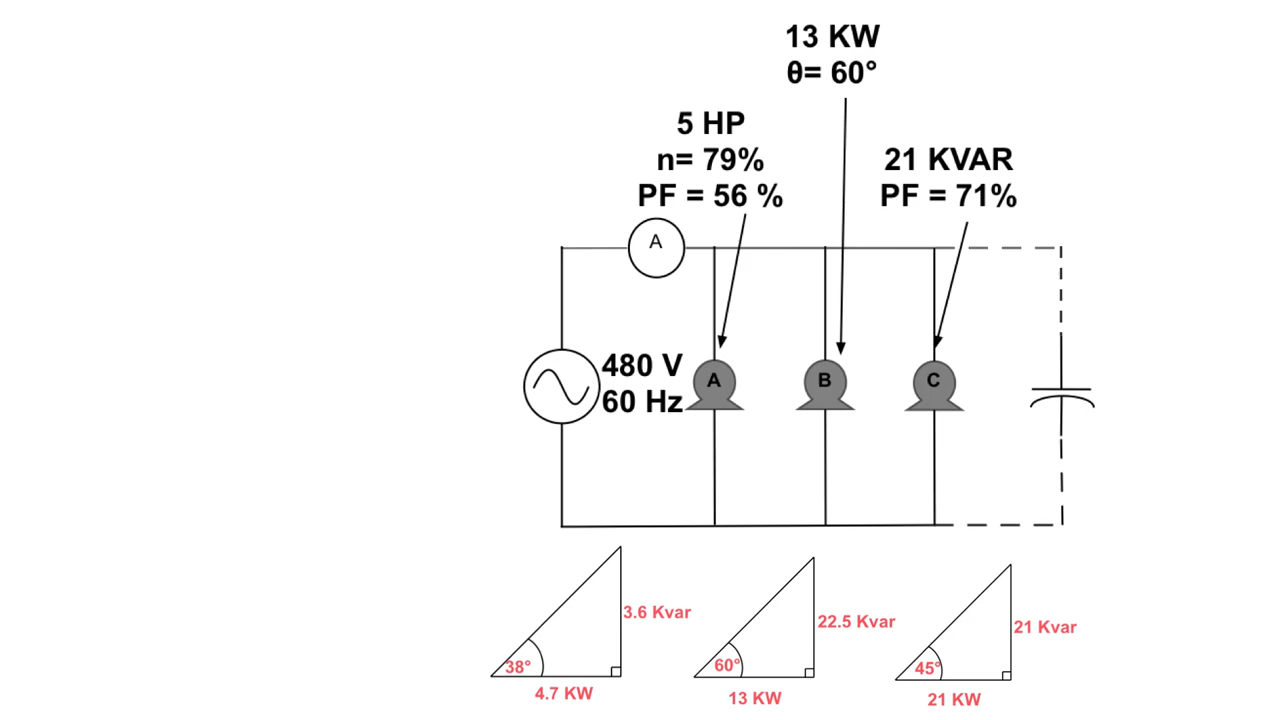 13 KW
θ= 60°
5 HP
n= 79%
PF = 56 %
21 KVAR
PF = 71%
A
480 V
60 Hz
A
B
C
3.6 Kvar
38°
4.7 KW
22.5 Kvar
60°
13 KW
21 Kvar
45°
21 KW